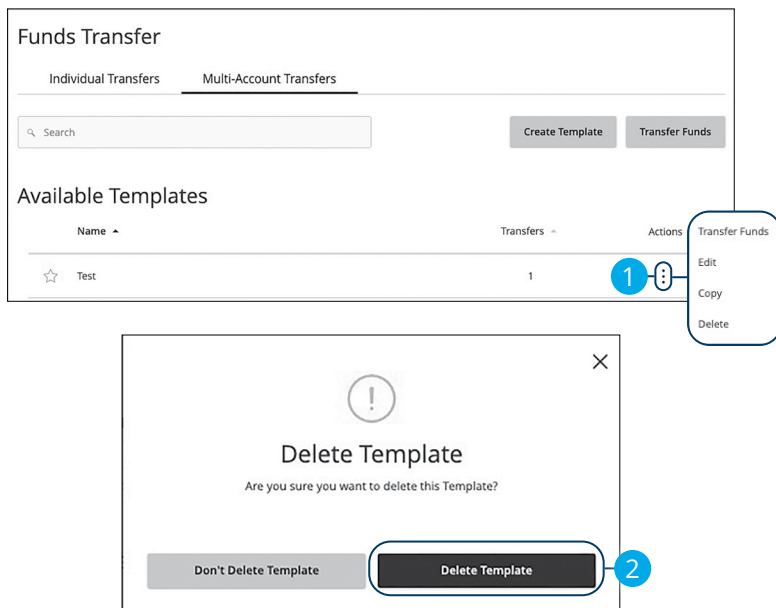 Funds Transfer
Individual Transfers Multi-Account Transfers
Search Create Template Transfer Funds
Available Templates
Name Transfers Actions
Test 1 1
Transfer Funds
Edit
Copy
Delete
Delete Template
Are you sure you want to delete this Template?
Don't Delete Template Delete Template 2